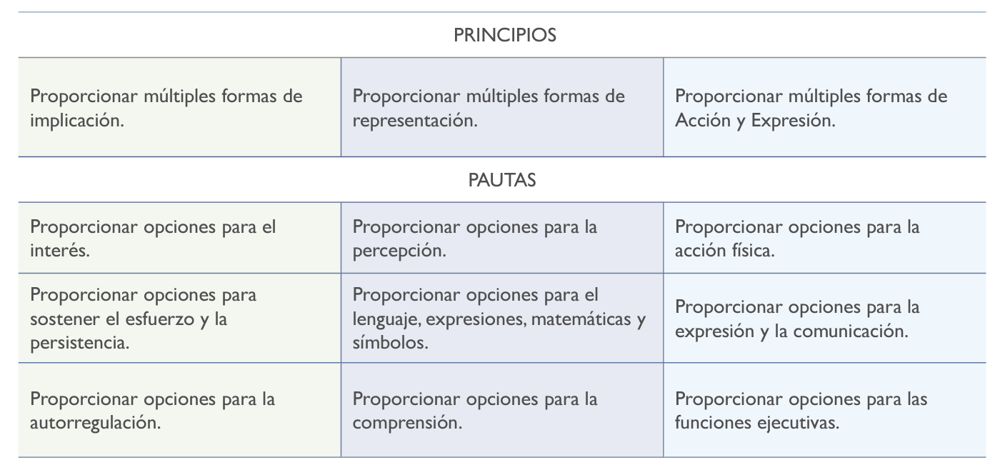 PRINCIPIOS
Proporcionar múltiples formas de
implicación.
Proporcionar múltiples formas de
representación.
Proporcionar múltiples formas de
Acción y Expresión.
PAUTAS
Proporcionar opciones para el
interés.
Proporcionar opciones para la
percepción.
Proporcionar opciones para la
acción física.
Proporcionar opciones para
sostener el esfuerzo y la
persistencia.
Proporcionar opciones para el
lenguaje, expresiones, matemáticas y
símbolos.
Proporcionar opciones para la
expresión y la comunicación.
Proporcionar opciones para la
autorregulación.
Proporcionar opciones para la
comprensión.
Proporcionar opciones para las
funciones ejecutivas.